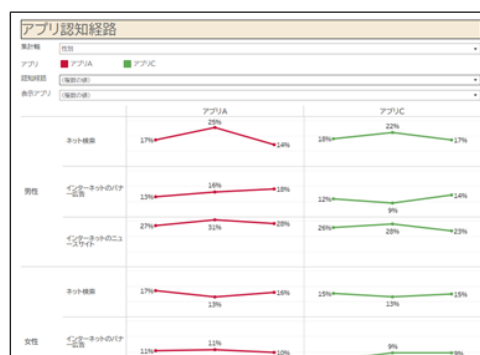 アプリ認知経路
集計軸 性別
アプリ アプリA アプリC
認知経路 (複数の値)
表示アプリ (複数の値)
アプリA アプリC
男性
ネット検索 17% 25% 14% 18% 22% 17%
インターネットのバナ
ー広告 13% 16% 18% 12% 9% 14%
インターネットのニュ
ースサイト 27% 31% 28% 26% 28% 23%
女性
ネット検索 17% 13% 16% 15% 13% 15%
インターネットのバナ
ー広告 11% 11% 10% 9% 9%